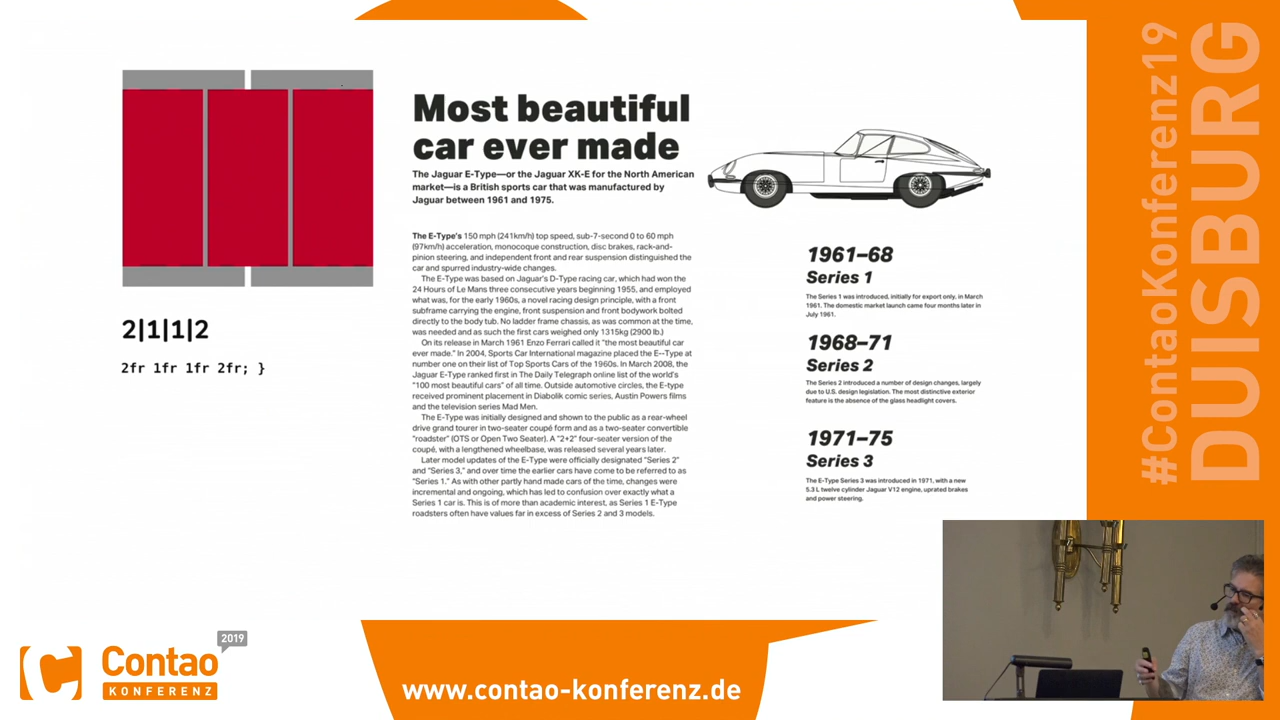 2|1|1|2
2fr 1fr 1fr 2fr; }
Most beautiful
car ever made
The Jaguar E-Type—or the Jaguar XK-E for the North American
market—is a British sports car that was manufactured by
Jaguar between 1961 and 1975.
The E-Type's 150 mph (241km/h) top speed, sub-7-second 0 to 60 mph
(97km/h) acceleration, monocoque construction, disc brakes, rack-and-
pinion steering, and independent front and rear suspension distinguished the
car and spurred industry-wide changes.
The E-Type was based on Jaguar's D-Type racing car, which had won the
24 Hours of Le Mans three consecutive years beginning 1955, and employed
what was, for the early 1960s, a novel racing design principle, with a front
subframe carrying the engine, front suspension and front bodywork bolted
directly to the body tub. No ladder frame chassis, as was common at the time,
was needed and as such the first cars weighed only 1315kg (2900 lb.)
On its release in March 1961 Enzo Ferrari called it "the most beautiful car
ever made." In 2004, Sports Car International magazine placed the E--Type at
number one on their list of Top Sports Cars of the 1960s. In March 2008, the
Jaguar E-Type ranked first in The Daily Telegraph online list of the world's
"100 most beautiful cars" of all time. Outside automotive circles, the E-type
received prominent placement in Diabolik comic series, Austin Powers films
and the television series Mad Men.
The E-Type was initially designed and shown to the public as a rear-wheel
drive grand tourer in two-seater coupé form and as a two-seater convertible
"roadster" (OTS or Open Two Seater). A "2+2" four-seater version of the
coupé, with a lengthened wheelbase, was released several years later.
Later model updates of the E-Type were officially designated "Series 2"
and "Series 3," and over time the earlier cars have come to be referred to as
"Series 1." As with other partly hand made cars of the time, changes were
incremental and ongoing, which has led to confusion over exactly what a
Series 1 car is. This is of more than academic interest, as Series 1 E-Type
roadsters often have values far in excess of Series 2 and 3 models.
1961–68
Series 1
The Series 1 was introduced, initially for export only, in March
1961. The domestic market launch came four months later in
July 1961.
1968–71
Series 2
The Series 2 introduced a number of design changes, largely
due to U.S. design legislation. The most distinctive exterior
feature is the absence of the glass headlight covers.
1971–75
Series 3
The E-Type Series 3 was introduced in 1971, with a new
5.3 L twelve cylinder Jaguar V12 engine, uprated brakes
and power steering.
#ContaoKonferenz19
DUISBURG
2019
Contao
KONFERENZ
www.contao-konferenz.de